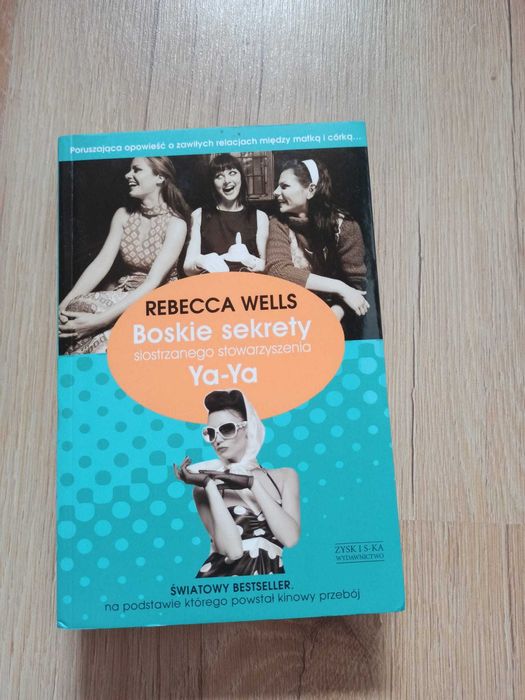 Poruszająca opowieść o zawiłych relacjach między matką i córką...
REBECCA WELLS
Boskie sekrety
siostrzanego stowarzyszenia
Ya-Ya
ZYSK I S-KA
WYDAWNICTWO
ŚWIATOWY BESTSELLER,
na podstawie którego powstał kinowy przebój